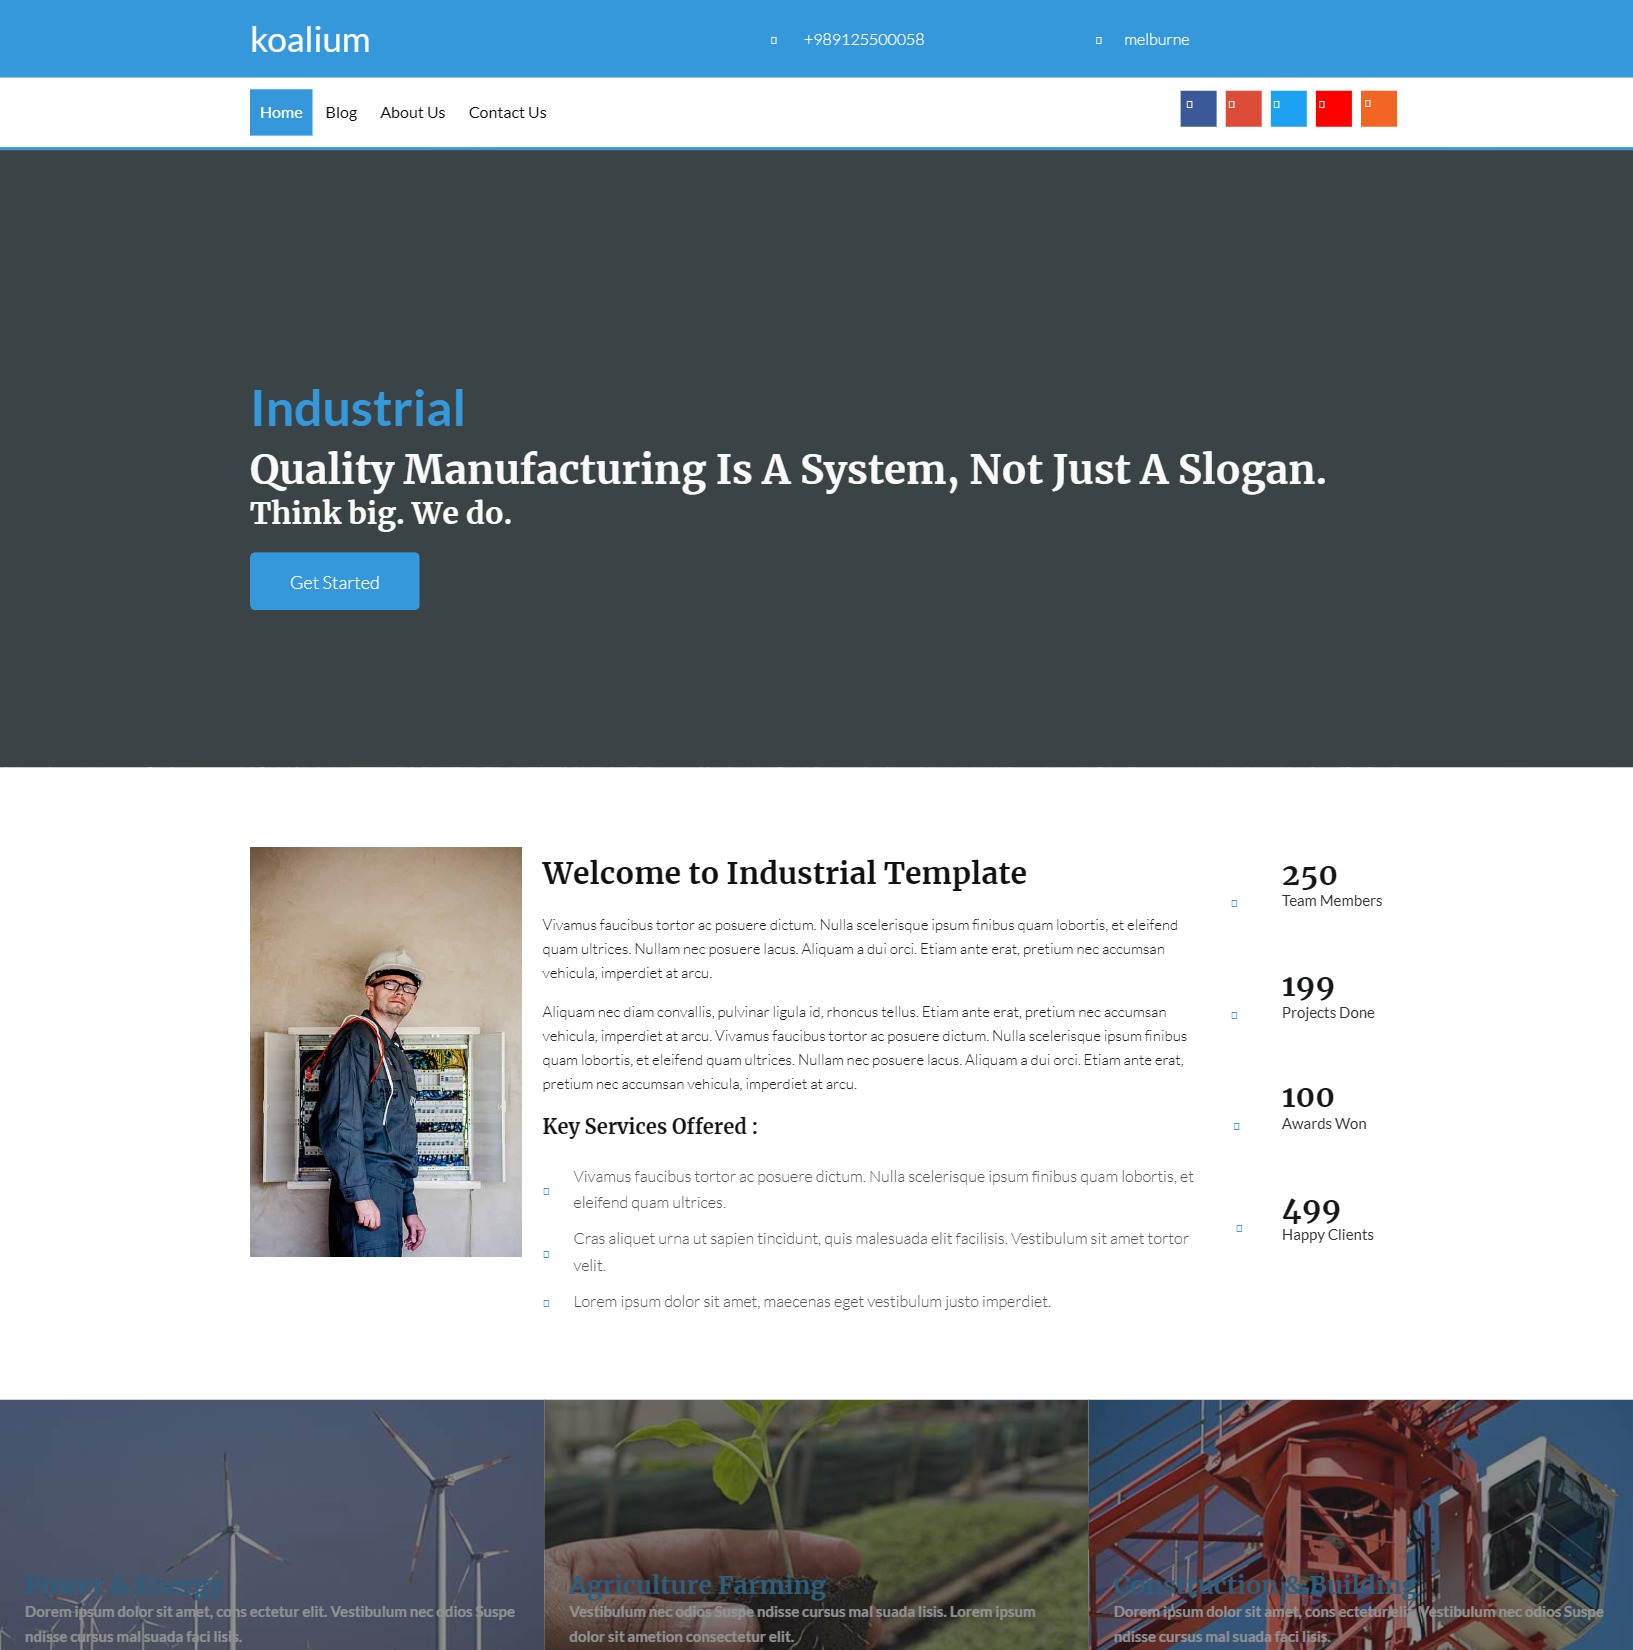 koalium
+989125500058
melburne
Home
Blog
About Us
Contact Us
Industrial
Quality Manufacturing Is A System, Not Just A Slogan.
Think big. We do.
Get Started
Welcome to Industrial Template
Vivamus faucibus tortor ac posuere dictum. Nulla scelerisque ipsum finibus quam lobortis, et eleifend
quam ultrices. Nullam nec posuere lacus. Aliquam a dui orci. Etiam ante erat, pretium nec accumsan
vehicula, imperdiet at arcu.
Aliquam nec diam convallis, pulvinar ligula id, rhoncus tellus. Etiam ante erat, pretium nec accumsan
vehicula, imperdiet at arcu. Vivamus faucibus tortor ac posuere dictum. Nulla scelerisque ipsum finibus
quam lobortis, et eleifend quam ultrices. Nullam nec posuere lacus. Aliquam a dui orci. Etiam ante erat,
pretium nec accumsan vehicula, imperdiet at arcu.
Key Services Offered :
Vivamus faucibus tortor ac posuere dictum. Nulla scelerisque ipsum finibus quam lobortis, et
eleifend quam ultrices.
Cras aliquet urna ut sapien tincidunt, quis malesuada elit facilisis. Vestibulum sit amet tortor
velit.
Lorem ipsum dolor sit amet, maecenas eget vestibulum justo imperdiet.
250
Team Members
199
Projects Done
100
Awards Won
499
Happy Clients
Power & Energy
Dorem ipsum dolor sit amet, cons ectetur elit. Vestibulum nec odios Suspe
ndisse cursus mal suada faci lisis.
Agriculture Farming
Vestibulum nec odios Suspe ndisse cursus mal suada lisis. Lorem ipsum
dolor sit ametion consectetur elit.
Construction & Building
Dorem ipsum dolor sit amet, cons ectetur elit. Vestibulum nec odios Suspe
ndisse cursus mal suada faci lisis.